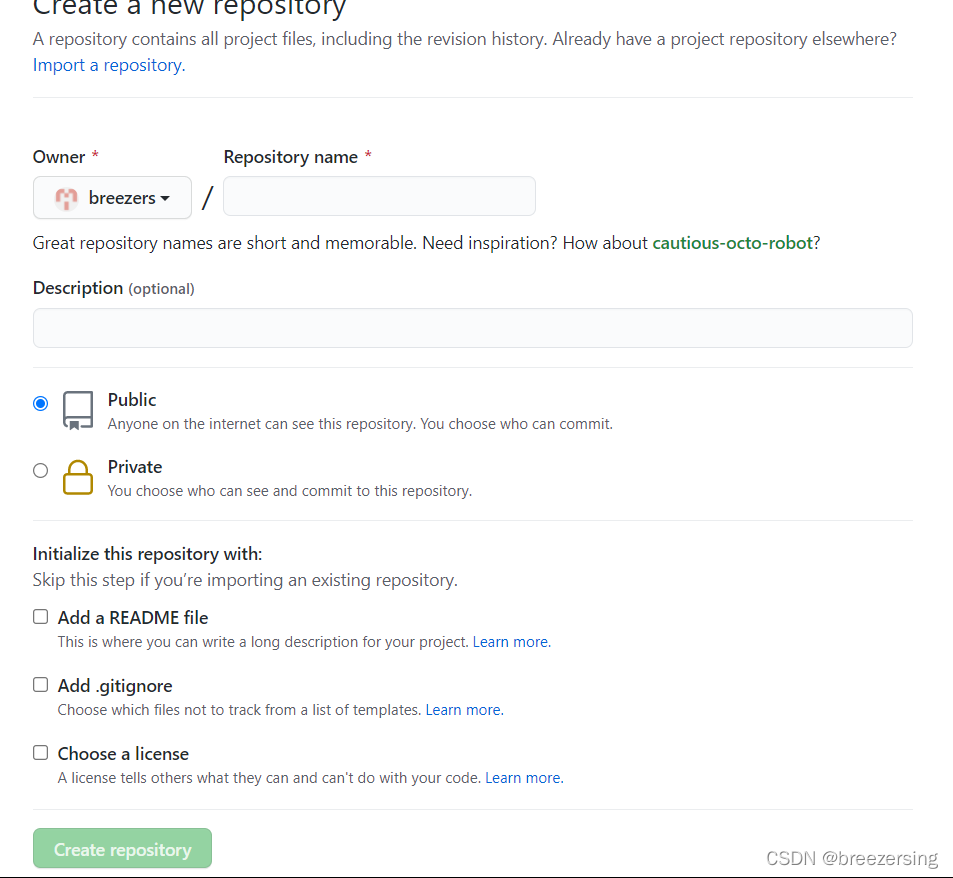 Create a new repository
A repository contains all project files, including the revision history. Already have a project repository elsewhere?
Import a repository.
Owner * Repository name *
breezers /
Great repository names are short and memorable. Need inspiration? How about cautious-octo-robot?
Description (optional)
Public
Anyone on the internet can see this repository. You choose who can commit.
Private
You choose who can see and commit to this repository.
Initialize this repository with:
Skip this step if you’re importing an existing repository.
Add a README file
This is where you can write a long description for your project. Learn more.
Add .gitignore
Choose which files not to track from a list of templates. Learn more.
Choose a license
A license tells others what they can and can't do with your code. Learn more.
Create repository
CSDN @breezersing